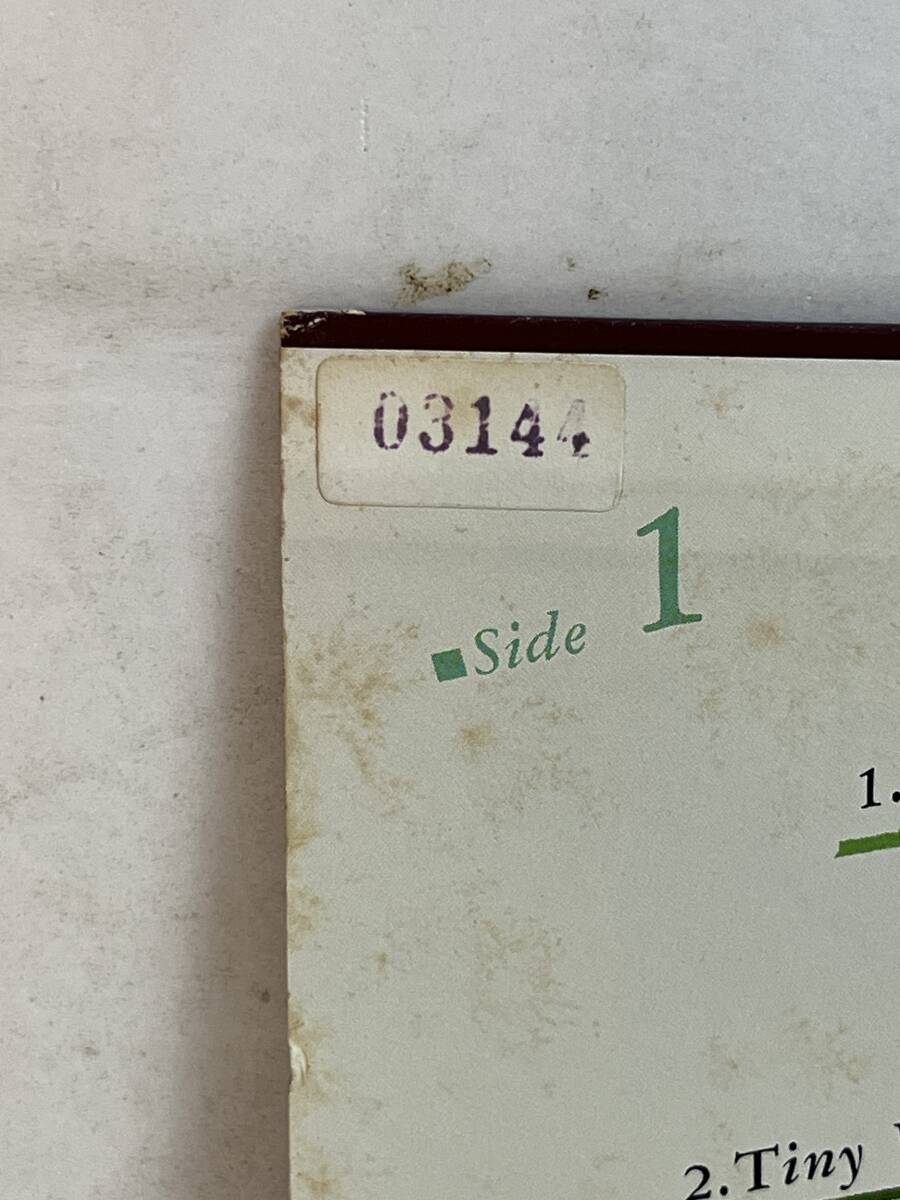 03144
■Side 1
1.
2.Tiny